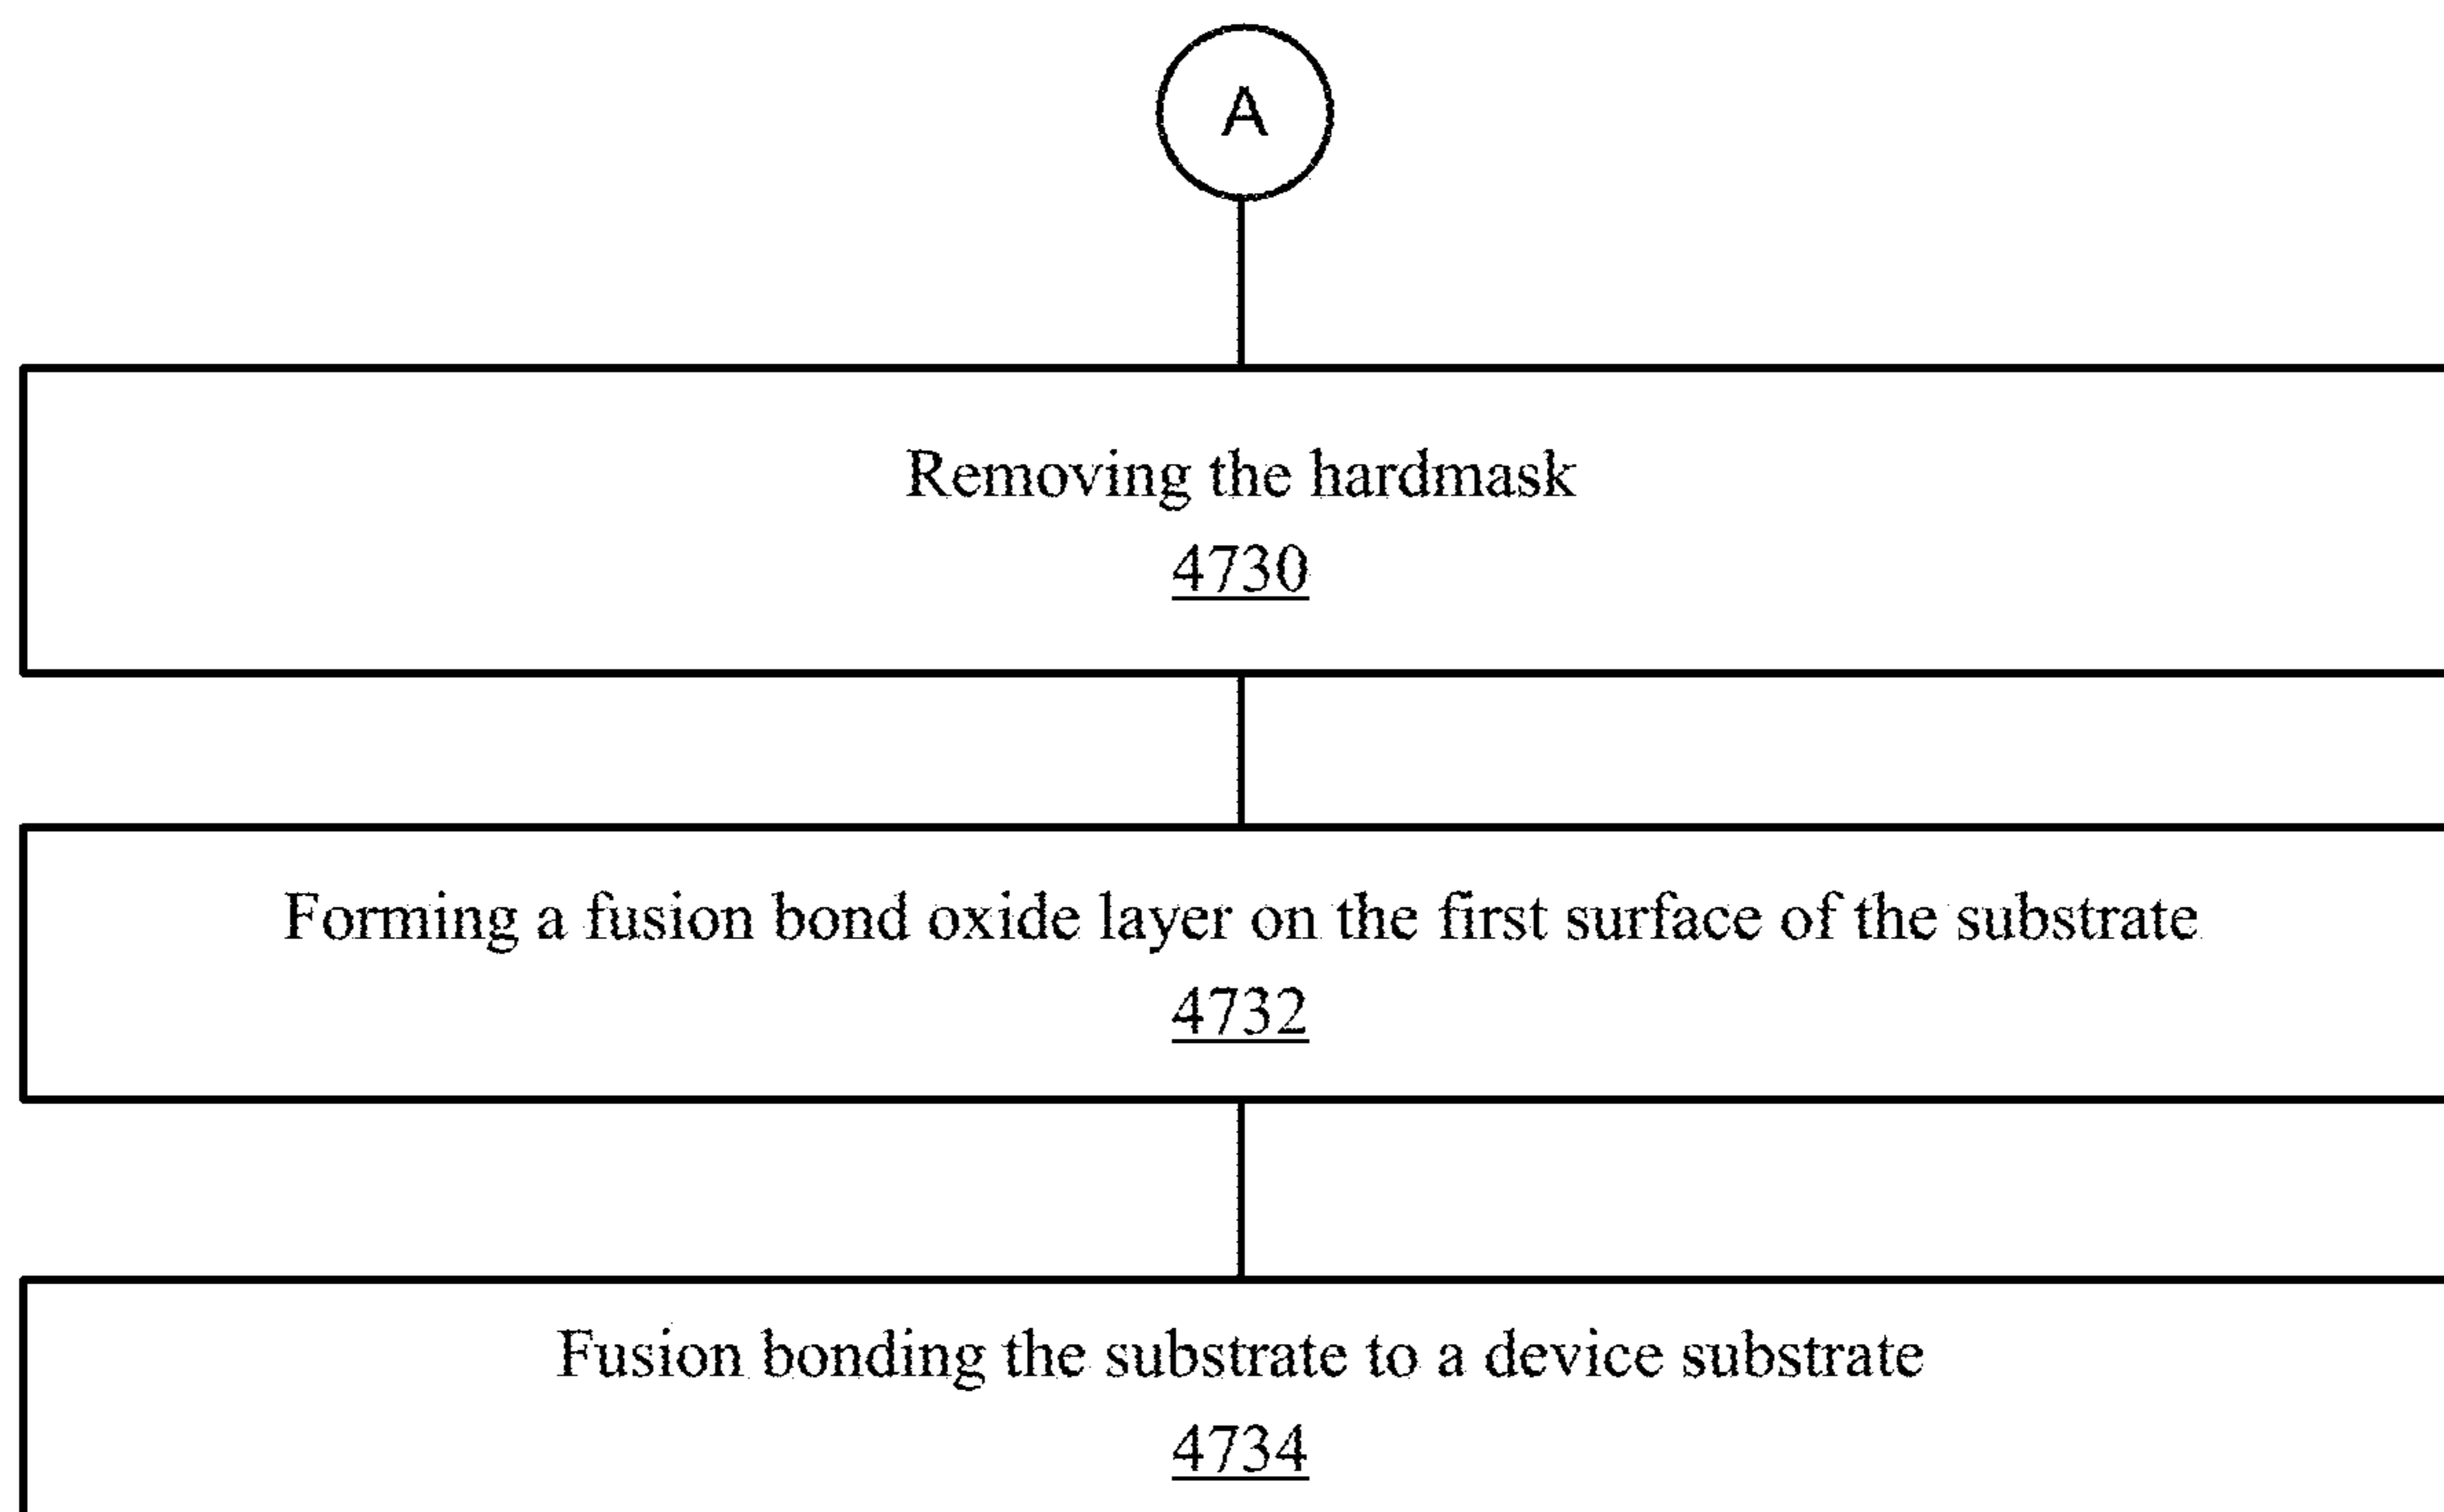 A
Removing the hardmask
4730
Forming a fusion bond oxide layer on the first surface of the substrate
4732
Fusion bonding the substrate to a device substrate
4734